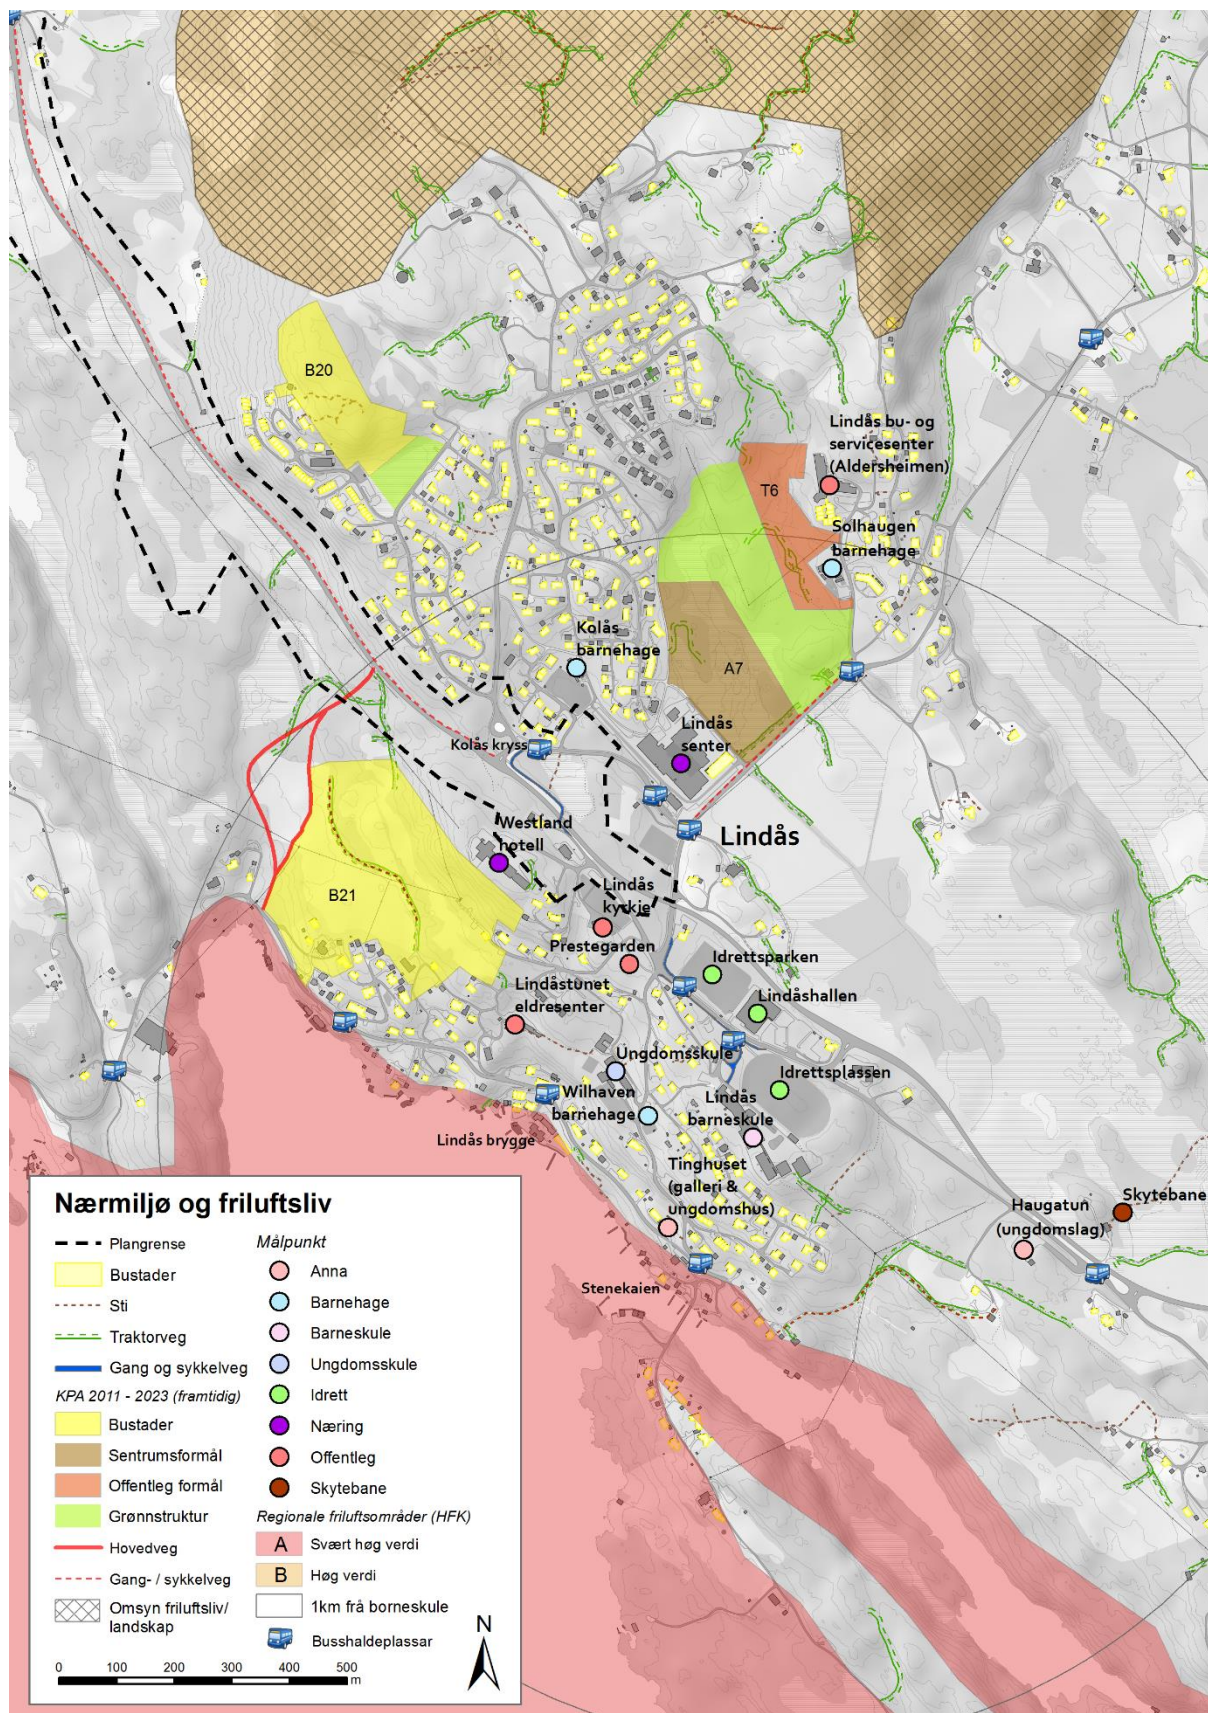 B20
Lindås bu- og
servicesenter
(Aldersheimen)
T6
Solhaugen
barnehage
Kolås
barnehage
A7
Lindås
senter
Kolås kryss
Westland
hotell
Lindås
B21
Lindås
kyrkje
Prestegarden
Idrettsparken
Lindåstunet
eldresenter
Lindåshallen
Ungdomsskule
Idrettsplassen
Wilhaven
barnehage
Lindås
barneskule
Lindås brygge
Tinghuset
(galleri &
ungdomshus)
Haugatun
(ungdomslag)
Skytebane
Stenekaien
Nærmiljø og friluftsliv
Plangrense
Bustader
Sti
Traktorveg
Gang og sykkelveg
KPA 2011 - 2023 (framtidig)
Bustader
Sentrumsformål
Offentleg formål
Grønnstruktur
Hovedveg
Gang- / sykkelveg
Omsyn friluftsliv/
landskap
Målpunkt
Anna
Barnehage
Barneskule
Ungdomsskule
Idrett
Næring
Offentleg
Skytebane
Regionale friluftsområder (HFK)
A Svært høg verdi
B Høg verdi
1km frå borneskule
Busshaldeplassar
0 100 200 300 400 500
m
N